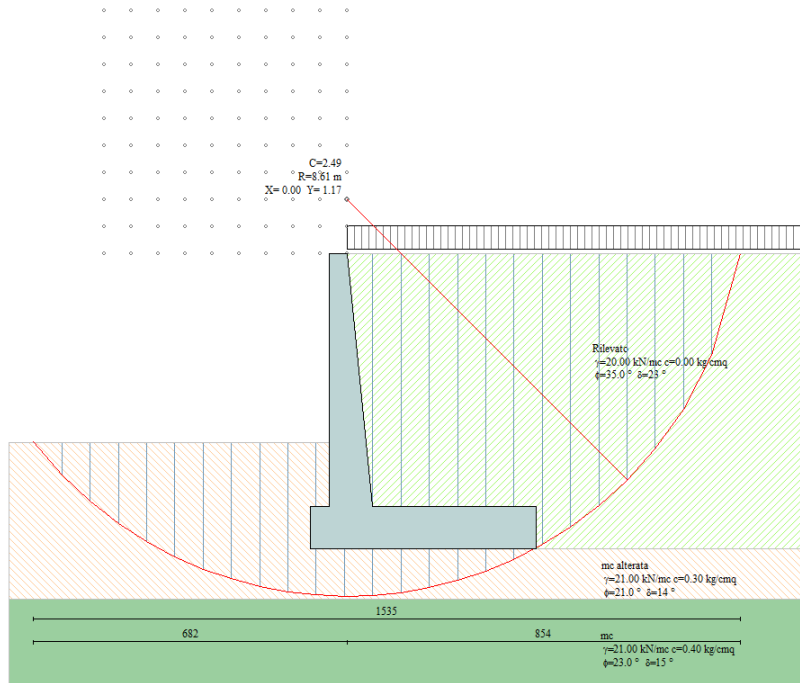 C=2.49
R=8.61 m
X= 0.00 Y= 1.17
Rilevato
γ=20.00 kN/mc c=0.00 kg/cmq
ϕ=35.0 ° δ=23 °
mc alterata
γ=21.00 kN/mc c=0.30 kg/cmq
ϕ=21.0 ° δ=14 °
1535
682
854
mc
γ=21.00 kN/mc c=0.40 kg/cmq
ϕ=23.0 ° δ=15 °